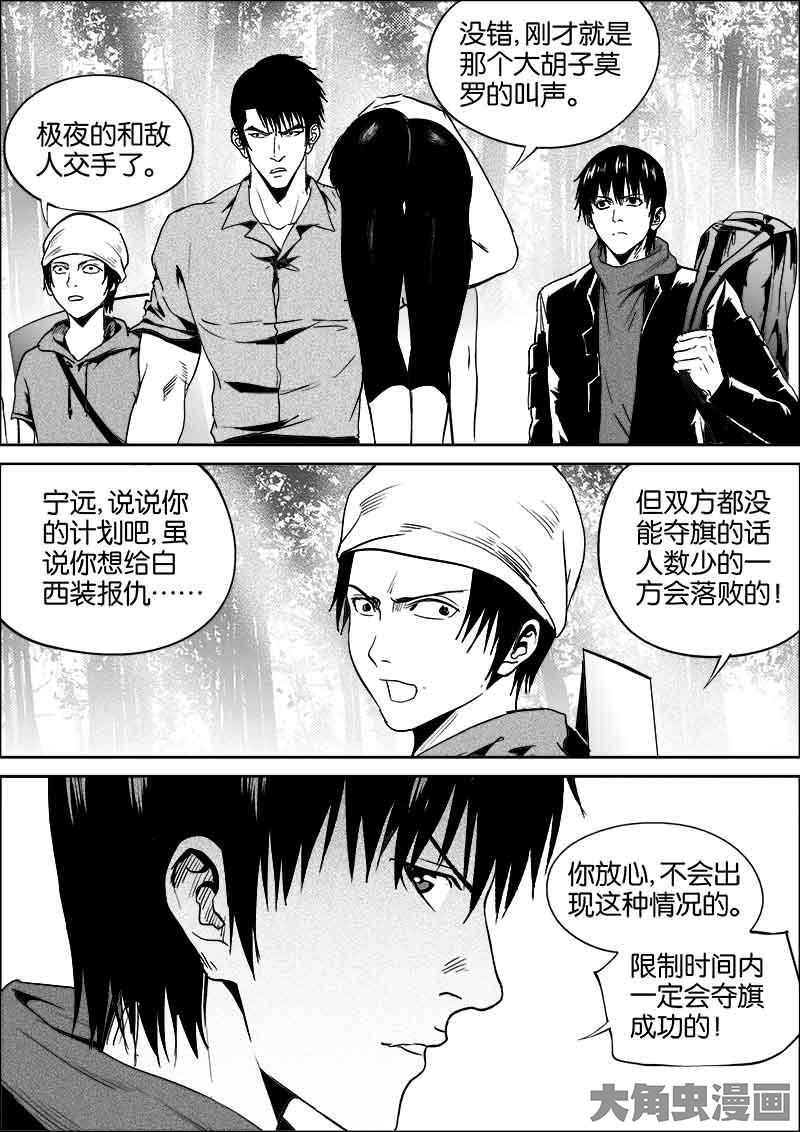 极夜的和敌
人交手了。
没错,刚才就是
那个大胡子莫
罗的叫声。
宁远,说说你
的计划吧,虽
说你想给白
西装报仇……
但双方都没
能夺旗的话
人数少的一
方会落败的!
你放心,不会出
现这种情况的。
限制时间内
一定会夺旗
成功的!
大角虫漫画